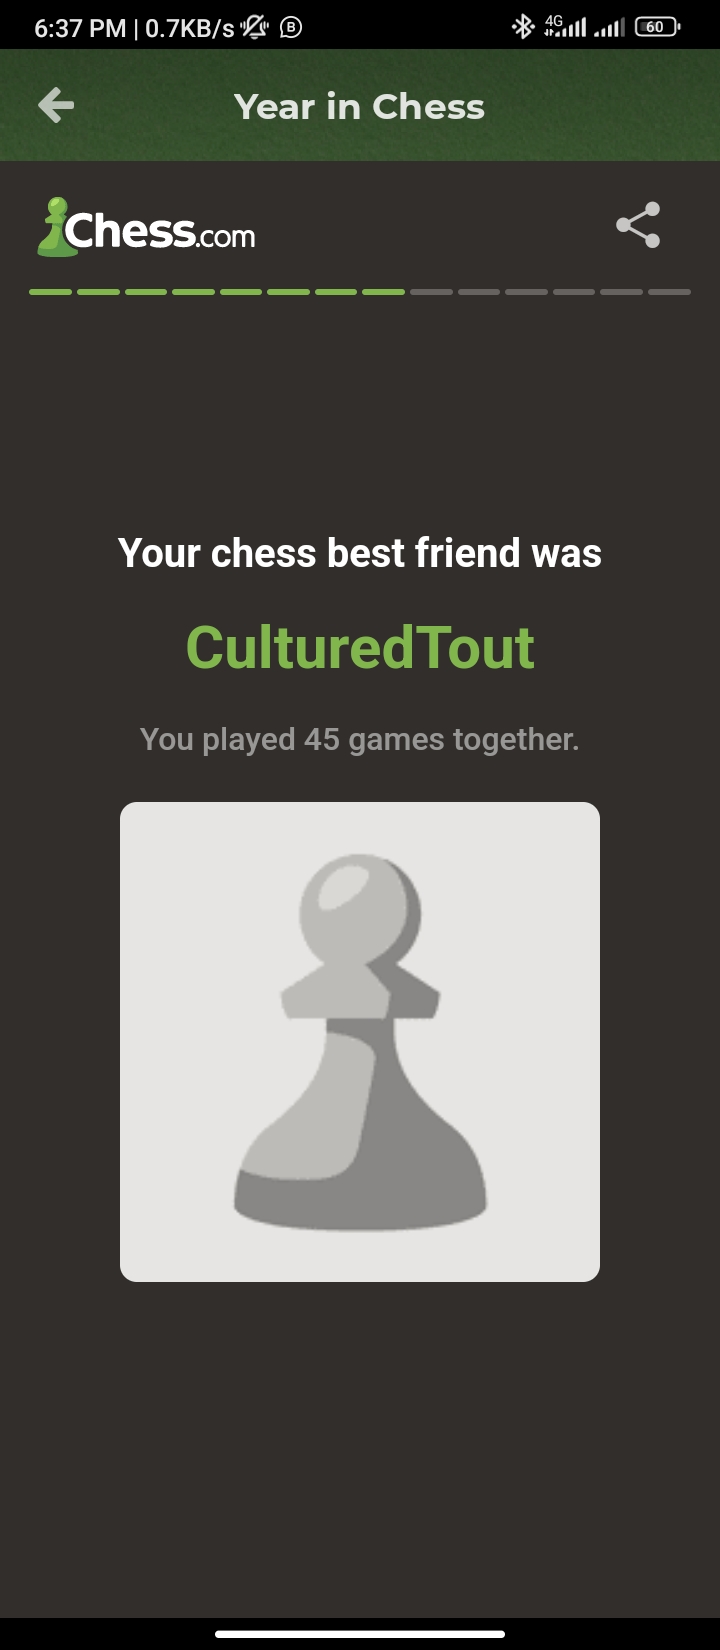 6:37 PM | 0.7KB/s B 4G 60
Year in Chess
Chess.com
Your chess best friend was
CulturedTout
You played 45 games together.